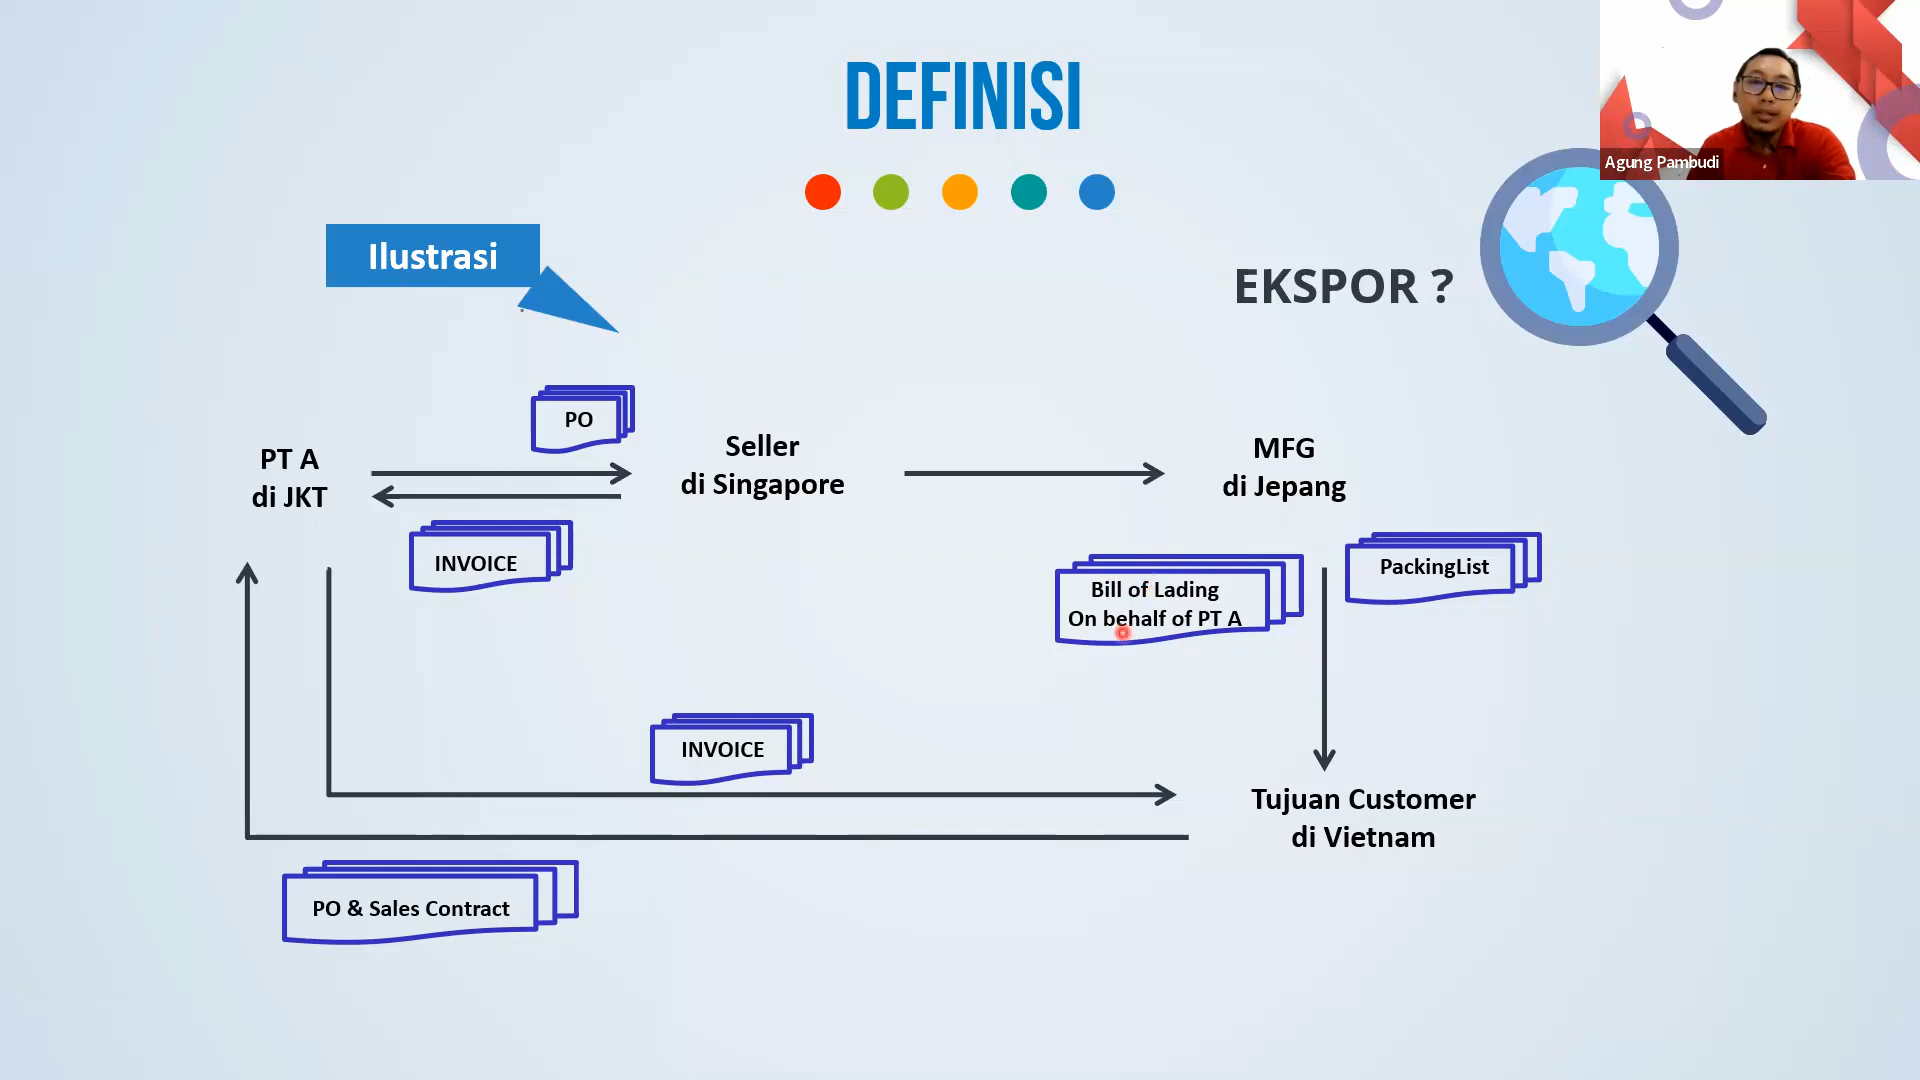 DEFINISI
Agung Pambudi
Ilustrasi
EKSPOR ?
PO
PT A
di JKT
Seller
di Singapore
MFG
di Jepang
INVOICE
Bill of Lading
On behalf of PT A
PackingList
INVOICE
Tujuan Customer
di Vietnam
PO & Sales Contract